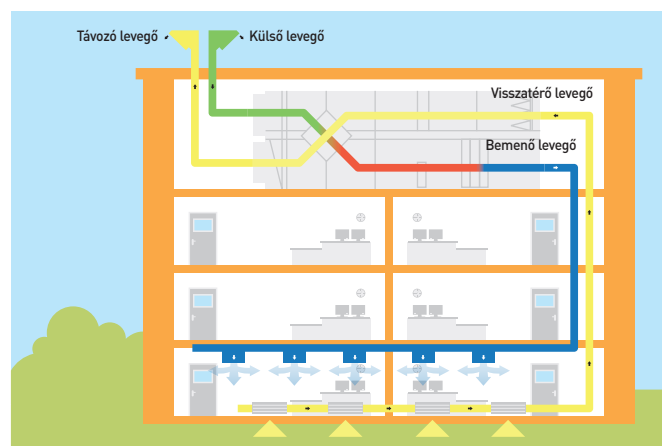 Távozó levegő
Külső levegő
Visszatérő levegő
Bemenő levegő